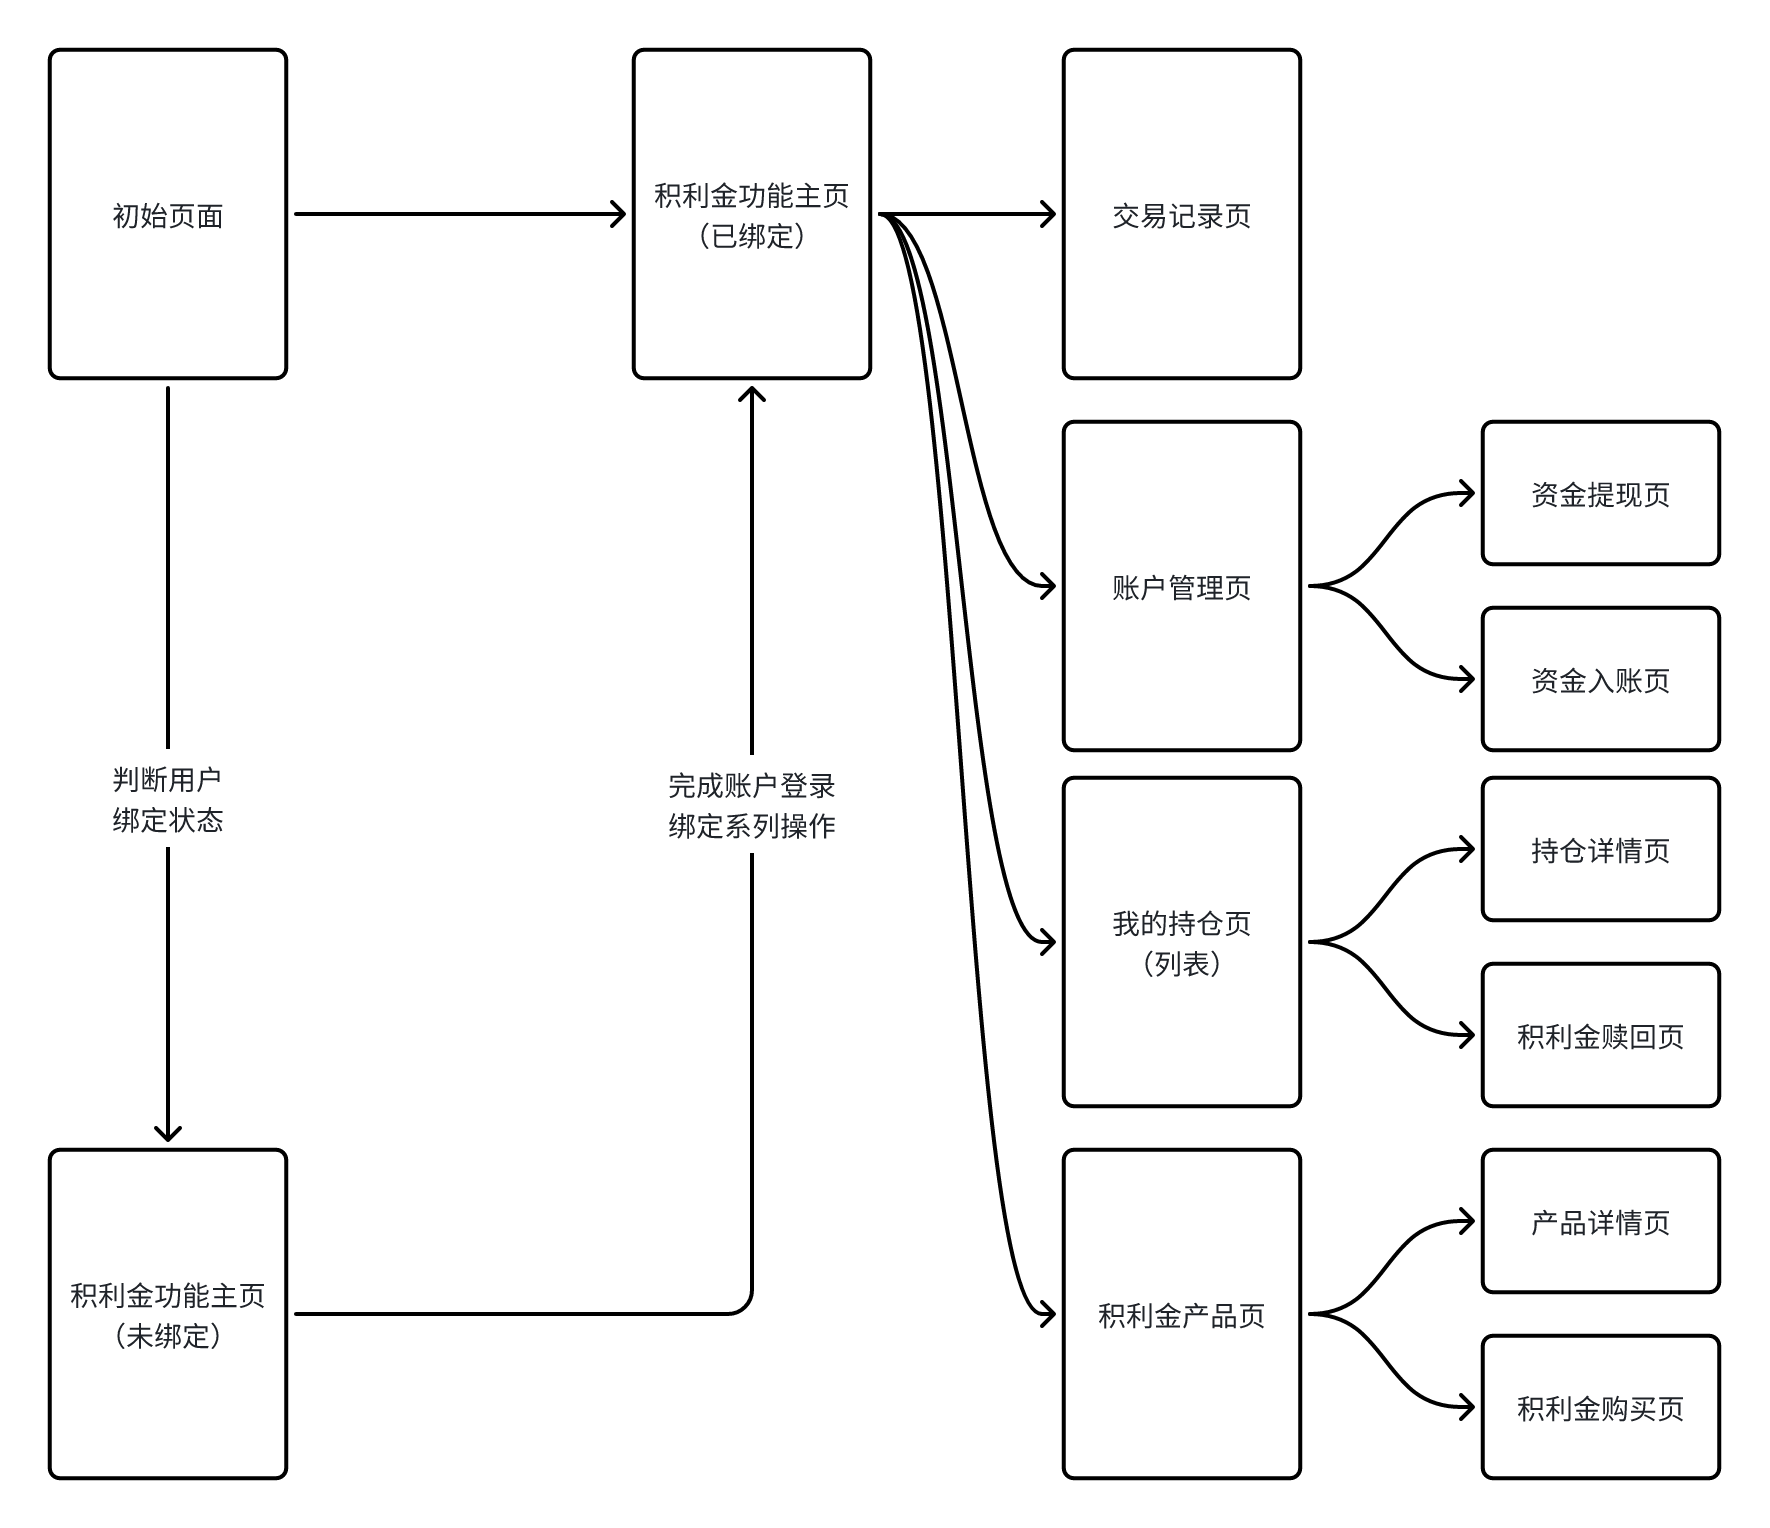 初始页面
积利金功能主页
（已绑定）
交易记录页
账户管理页
资金提现页
资金入账页
判断用户
绑定状态
完成账户登录
绑定系列操作
我的持仓页
（列表）
持仓详情页
积利金赎回页
积利金功能主页
（未绑定）
积利金产品页
产品详情页
积利金购买页